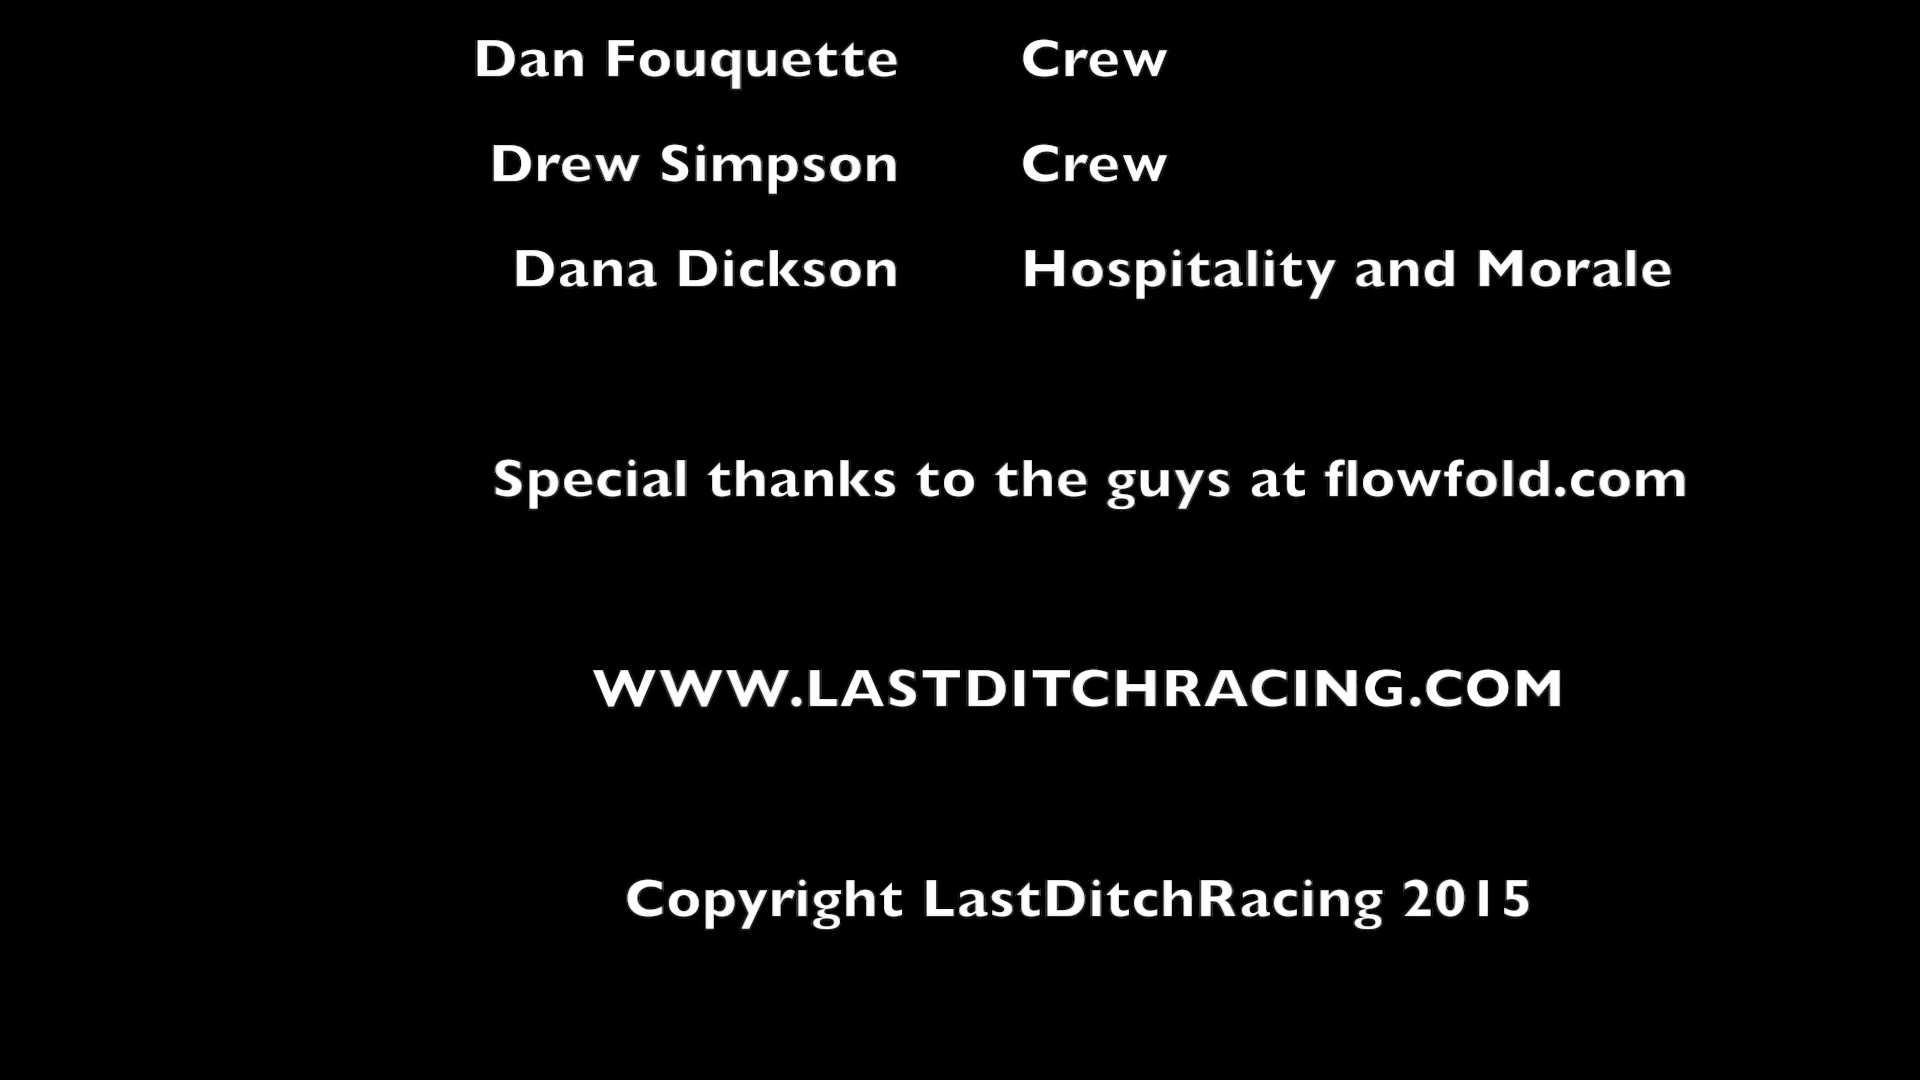 Dan Fouquette Crew
Drew Simpson Crew
Dana Dickson Hospitality and Morale
Special thanks to the guys at flowfold.com
WWW.LASTDITCHRACING.COM
Copyright LastDitchRacing 2015